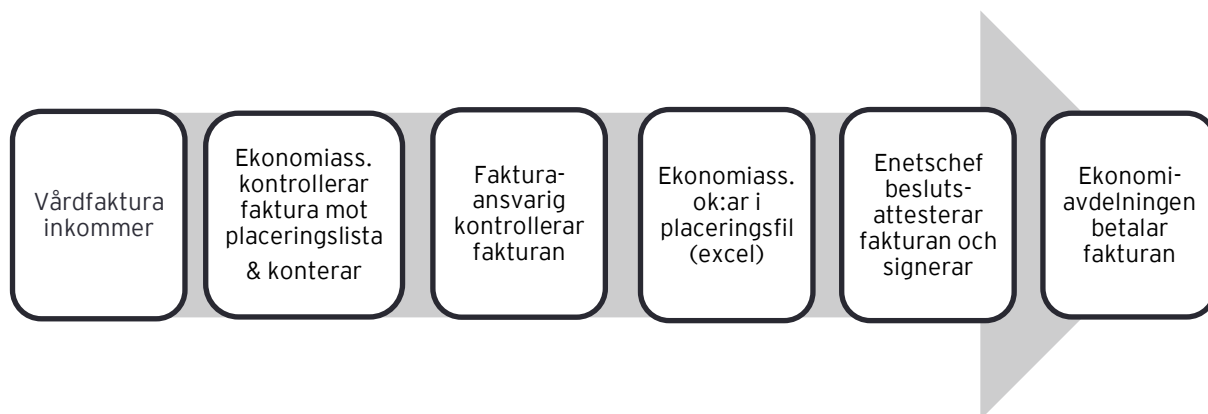 Vårdfaktura
inkommer
Ekonomiass.
kontrollerar
faktura mot
placeringslista
& konterar
Faktura-
ansvarig
kontrollerar
fakturan
Ekonomiass.
ok:ar i
placeringsfil
(excel)
Enetschef
besluts-
attesterar
fakturan och
signerar
Ekonomi-
avdelningen
betalar
fakturan